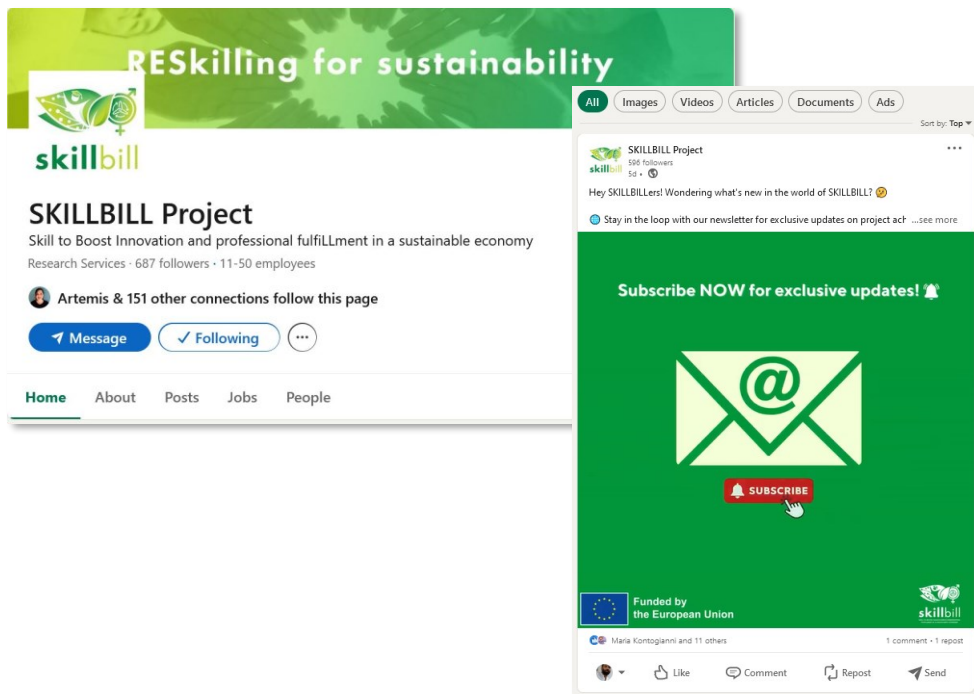 RESkilling for sustainability
skillbill
SKILLBILL Project
Skill to Boost Innovation and professional fulfiLLment in a sustainable economy
Research Services · 687 followers · 11-50 employees
Artemis & 151 other connections follow this page
Message
Following
Home About Posts Jobs People
All Images Videos Articles Documents Ads
Sort by: Top
skillbill
SKILLBILL Project
596 followers
5d •
Hey SKILLBILLers! Wondering what's new in the world of SKILLBILL?
Stay in the loop with our newsletter for exclusive updates on project ach ...see more
Subscribe NOW for exclusive updates!
@
SUBSCRIBE
Funded by
the European Union
skillbill
Maria Kontogianni and 11 others
1 comment • 1 repost
Like Comment Repost Send